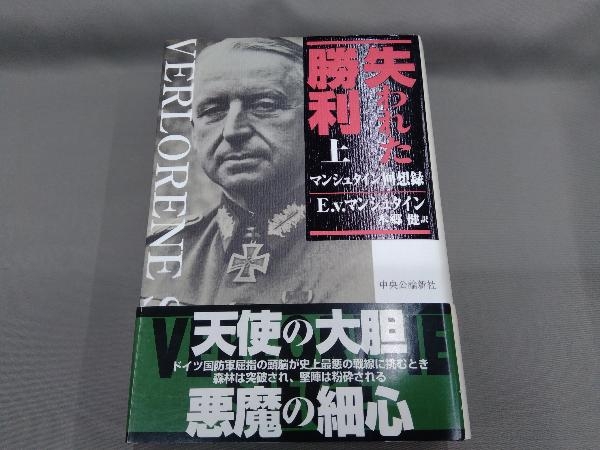 VERLORENE S
失われた
勝利
上
マンシュタイン回想録
E.v.マンシュタイン
本郷 健 訳
中央公論新社
天使の大胆
ドイツ国防軍屈指の頭脳が史上最悪の戦線に挑むとき
森林は突破され、堅陣は粉砕される
悪魔の細心